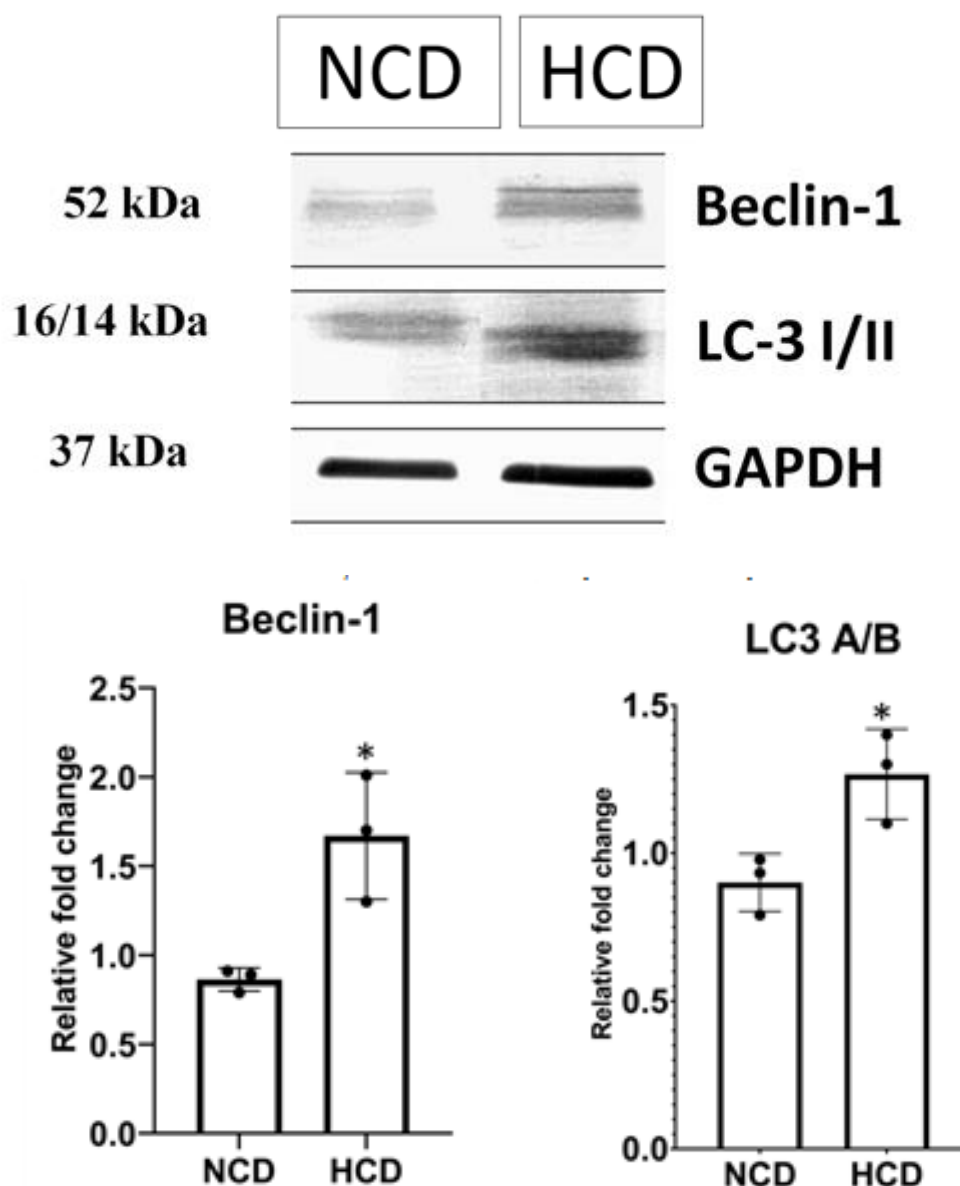 NCD HCD
52 kDa Beclin-1
16/14 kDa LC-3 I/II
37 kDa GAPDH
Beclin-1
Relative fold change
2.5
2.0
1.5
1.0
0.5
0.0
*
NCD HCD
LC3 A/B
Relative fold change
1.5
1.0
0.5
0.0
*
NCD HCD